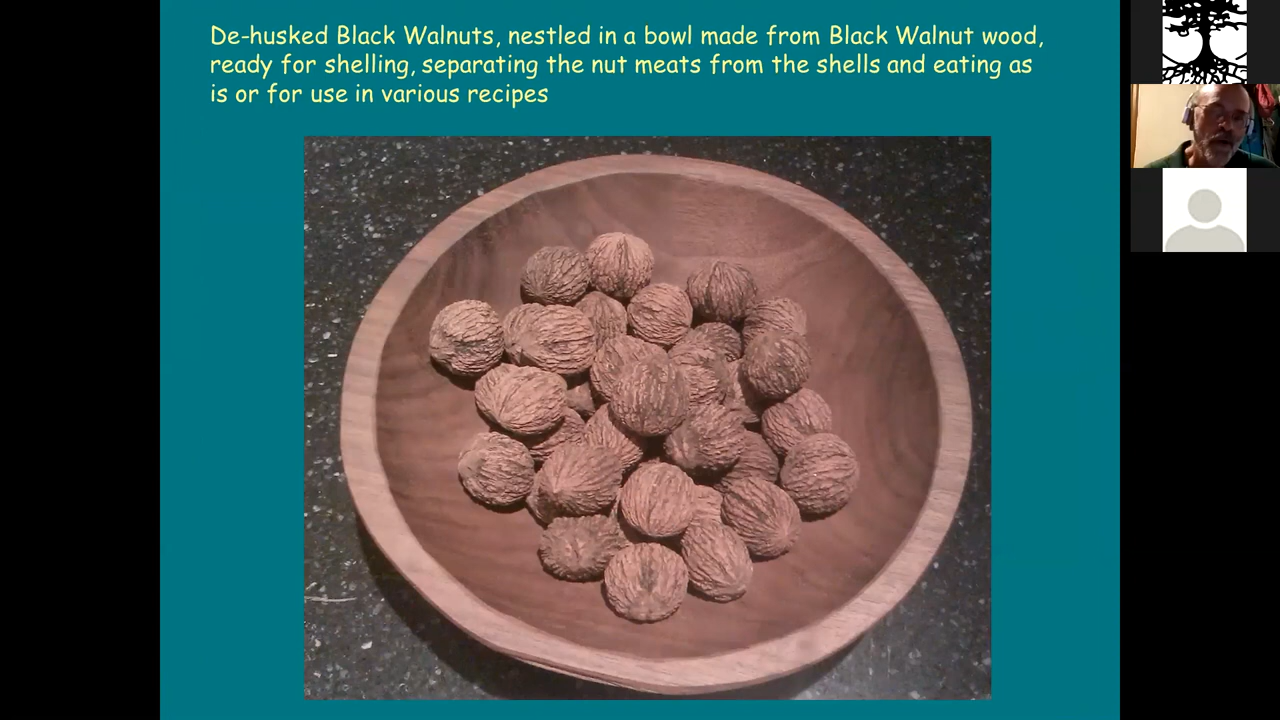 De-husked Black Walnuts, nestled in a bowl made from Black Walnut wood,
ready for shelling, separating the nut meats from the shells and eating as
is or for use in various recipes